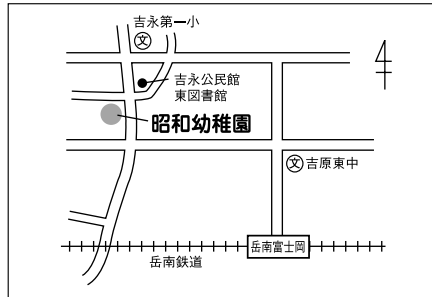 吉永第一小
文
吉永公民館
東図書館
昭和幼稚園
文 吉原東中
岳南富士岡
岳南鉄道